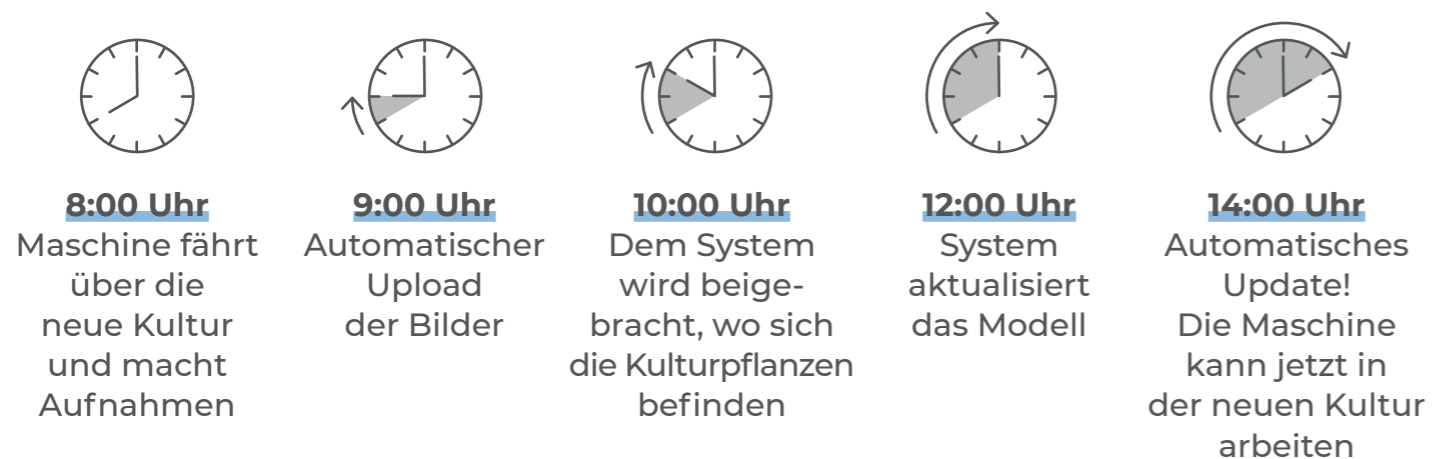 8:00 Uhr
Maschine fährt
über die
neue Kultur
und macht
Aufnahmen
9:00 Uhr
Automatischer
Upload
der Bilder
10:00 Uhr
Dem System
wird beige-
bracht, wo sich
die Kulturpflanzen
befinden
12:00 Uhr
System
aktualisiert
das Modell
14:00 Uhr
Automatisches
Update!
Die Maschine
kann jetzt in
der neuen Kultur
arbeiten